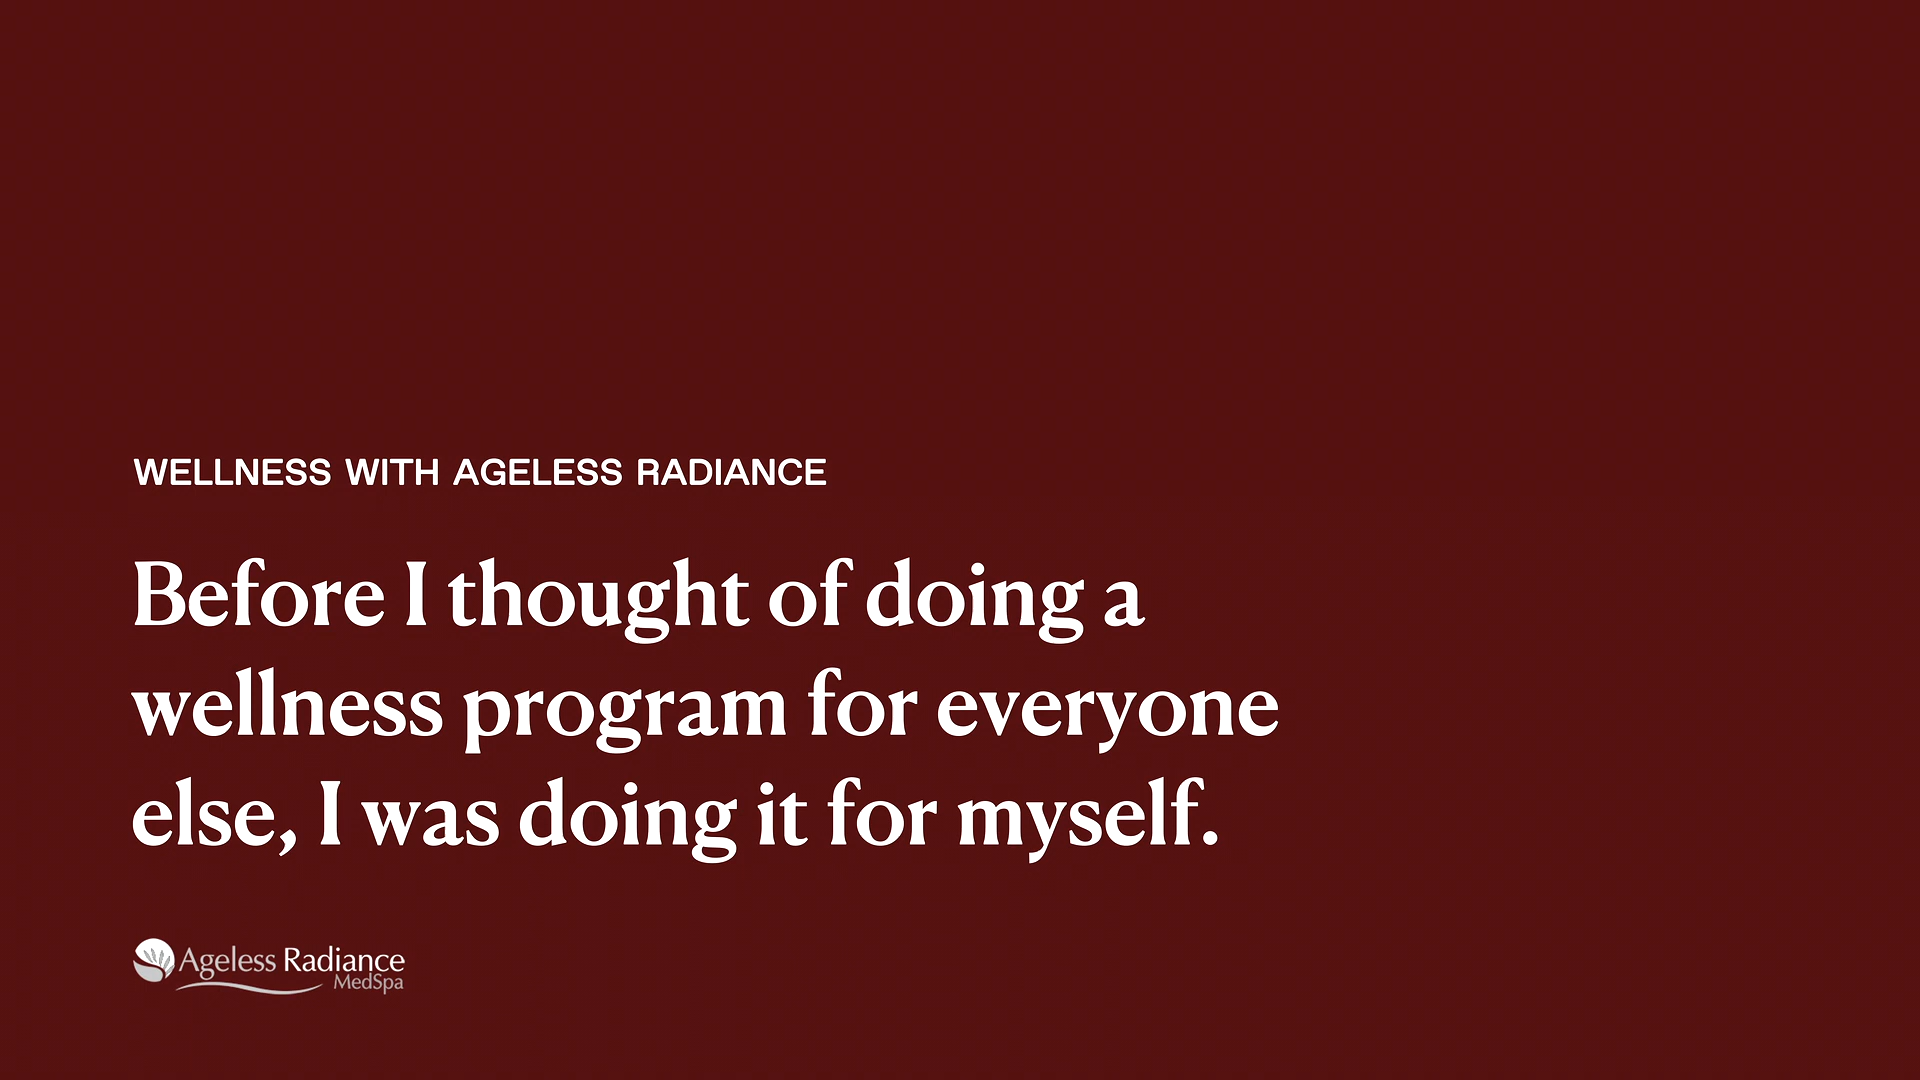 WELLNESS WITH AGELESS RADIANCE
Before I thought of doing a
wellness program for everyone
else, I was doing it for myself.
Ageless Radiance
MedSpa